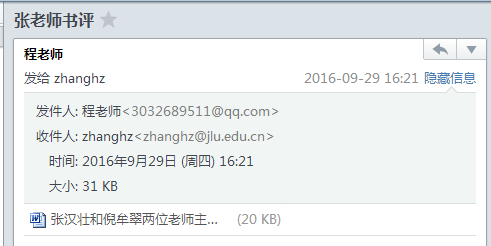 张老师书评
程老师
发给 zhanghz 2016-09-29 16:21 隐藏信息
发件人: 程老师<3032689511@qq.com>
收件人: zhanghz<zhanghz@jlu.edu.cn>
时间: 2016年9月29日 (周四) 16:21
大小: 31 KB
张汉壮和倪牟翠两位老师主... (20 KB)